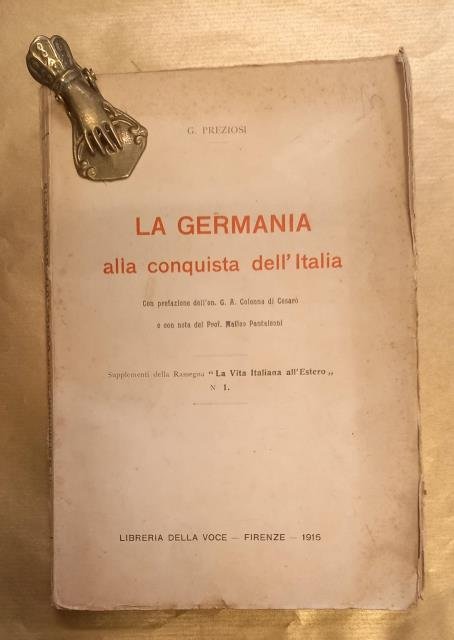 G. PREZIOSI
LA GERMANIA
alla conquista dell'Italia
Con prefazione dell'on. G. A. Colonna di Cesarò
e con nota del Prof. Maffeo Pantaleoni
Supplementi della Rassegna "La Vita Italiana all'Estero„
N 1.
LIBRERIA DELLA VOCE — FIRENZE — 1915